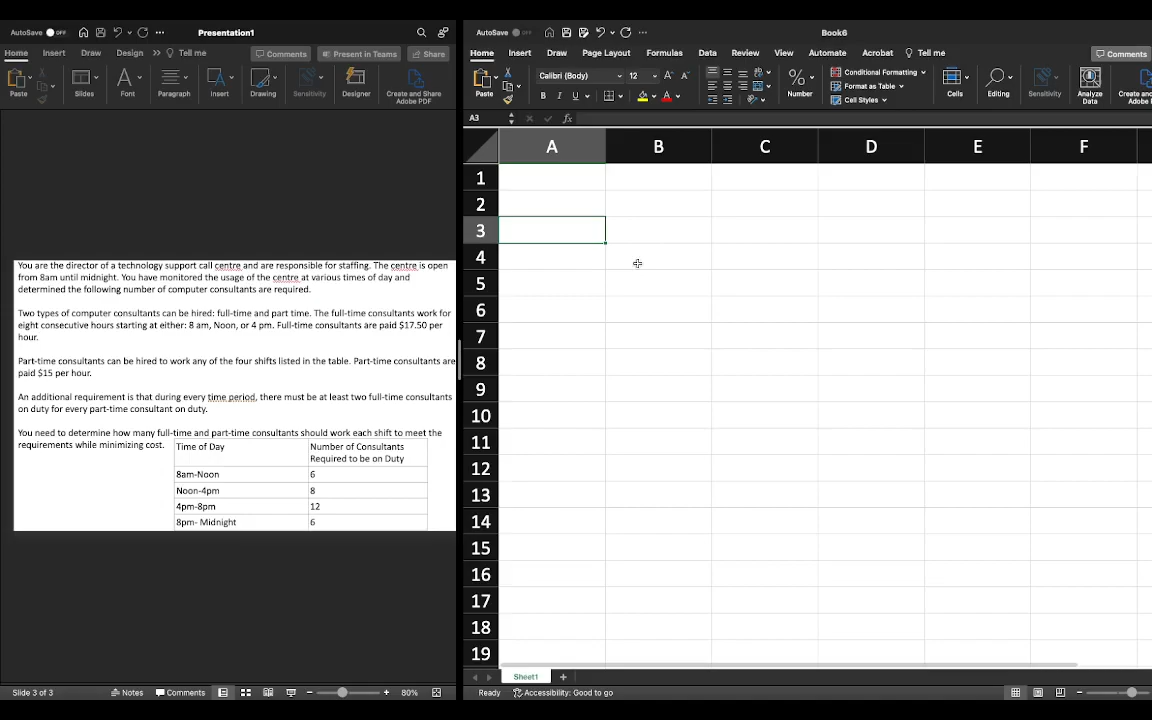 AutoSave OFF
Presentation1
Home Insert Draw Design Tell me
Comments Present in Teams Share
Paste Slides Font Paragraph Insert Drawing Sensitivity Designer Create and Share Adobe PDF
You are the director of a technology support call centre and are responsible for staffing. The centre is open
from 8am until midnight. You have monitored the usage of the centre at various times of day and
determined the following number of computer consultants are required.
Two types of computer consultants can be hired: full-time and part time. The full-time consultants work for
eight consecutive hours starting at either: 8 am, Noon, or 4 pm. Full-time consultants are paid $17.50 per
hour.
Part-time consultants can be hired to work any of the four shifts listed in the table. Part-time consultants are
paid $15 per hour.
An additional requirement is that during every time period, there must be at least two full-time consultants
on duty for every part-time consultant on duty.
You need to determine how many full-time and part-time consultants should work each shift to meet the
requirements while minimizing cost.
Time of Day Number of Consultants
Required to be on Duty
8am-Noon 6
Noon-4pm 8
4pm-8pm 12
8pm- Midnight 6
Slide 3 of 3 Notes Comments 80%
AutoSave OFF
Book6
Home Insert Draw Page Layout Formulas Data Review View Automate Acrobat Tell me
Comments
Paste Calibri (Body) 12 A A B I U A ab % Number Conditional Formatting Format as Table Cell Styles Cells Editing Sensitivity Analyze Data Create Adobe
A3 fx
A B C D E F
1
2
3
4
5
6
7
8
9
10
11
12
13
14
15
16
17
18
19
Sheet1 +
Ready Accessibility: Good to go